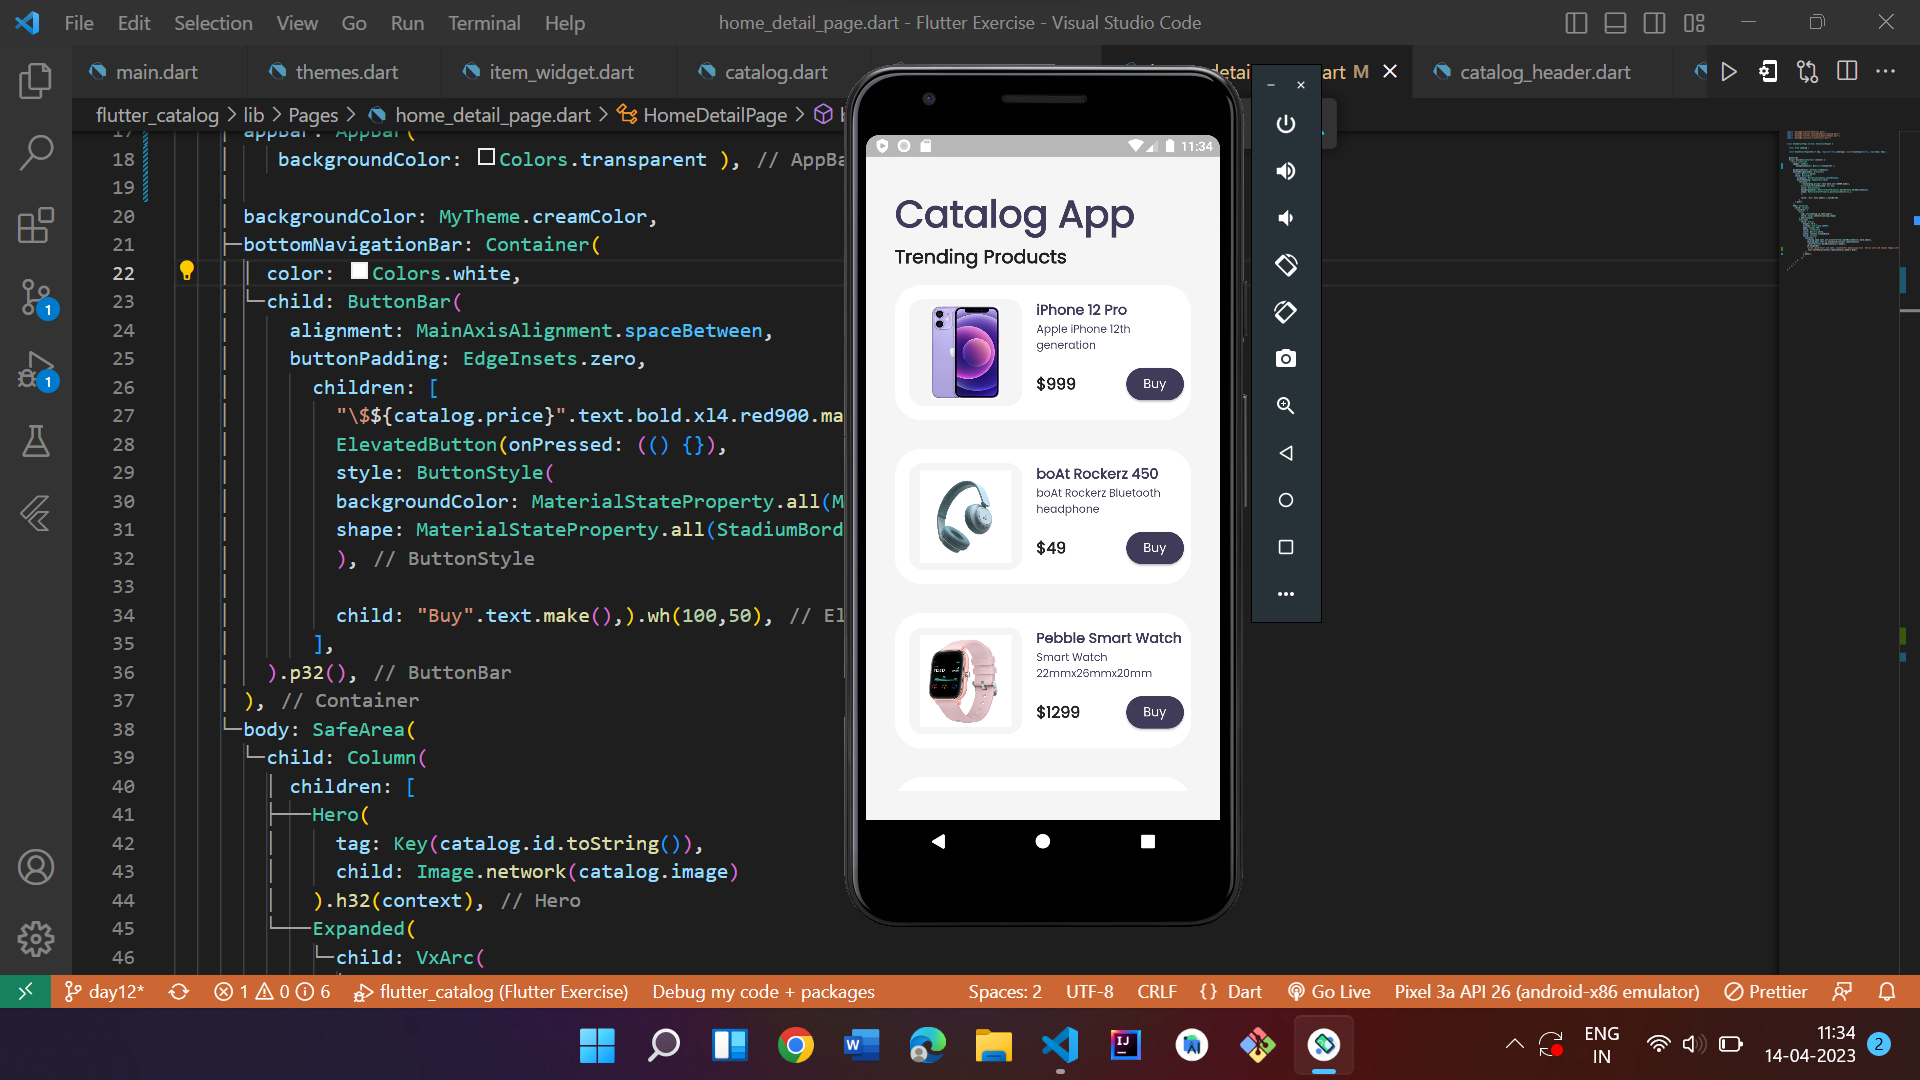 File Edit Selection View Go Run Terminal Help
home_detail_page.dart - Flutter Exercise - Visual Studio Code
main.dart themes.dart item_widget.dart catalog.dart M catalog_header.dart
flutter_catalog > lib > Pages > home_detail_page.dart > HomeDetailPage >
17 appBar: AppBar(
18 backgroundColor: Colors.transparent ), // AppBa
19
20 backgroundColor: MyTheme.creamColor,
21 bottomNavigationBar: Container(
22 color: Colors.white,
23 child: ButtonBar(
24 alignment: MainAxisAlignment.spaceBetween,
25 buttonPadding: EdgeInsets.zero,
26 children: [
27 "\$${catalog.price}".text.bold.xl4.red900.ma
28 ElevatedButton(onPressed: (() {}),
29 style: ButtonStyle(
30 backgroundColor: MaterialStateProperty.all(M
31 shape: MaterialStateProperty.all(StadiumBord
32 ), // ButtonStyle
33
34 child: "Buy".text.make(),).wh(100,50), // El
35 ],
36 ).p32(), // ButtonBar
37 ), // Container
38 body: SafeArea(
39 child: Column(
40 children: [
41 Hero(
42 tag: Key(catalog.id.toString()),
43 child: Image.network(catalog.image)
44 ).h32(context), // Hero
45 Expanded(
46 child: VxArc(
11:34
Catalog App
Trending Products
iPhone 12 Pro
Apple iPhone 12th
generation
$999 Buy
boAt Rockerz 450
boAt Rockerz Bluetooth
headphone
$49 Buy
Pebble Smart Watch
Smart Watch
22mmx26mmx20mm
$1299 Buy
1
1
day12* 1 0 6 flutter_catalog (Flutter Exercise) Debug my code + packages Spaces: 2 UTF-8 CRLF {} Dart Go Live Pixel 3a API 26 (android-x86 emulator) Prettier
ENG
IN
11:34
14-04-2023
2